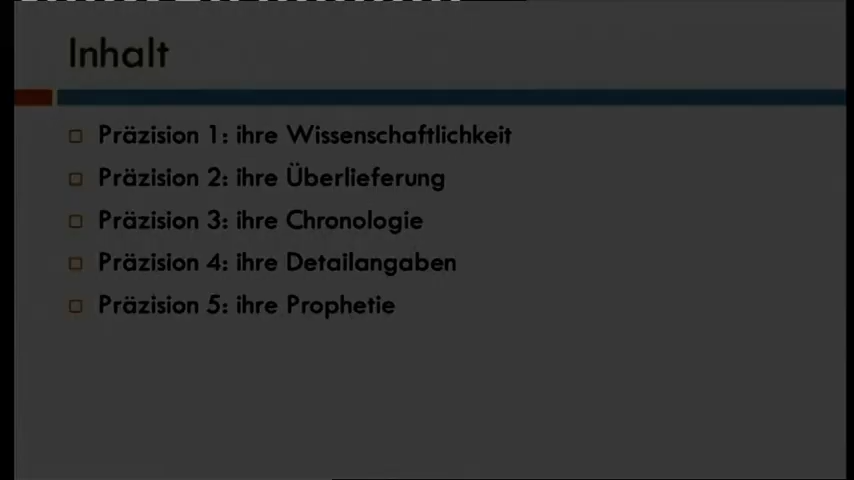 Inhalt
Präzision 1: ihre Wissenschaftlichkeit
Präzision 2: ihre Überlieferung
Präzision 3: ihre Chronologie
Präzision 4: ihre Detailangaben
Präzision 5: ihre Prophetie